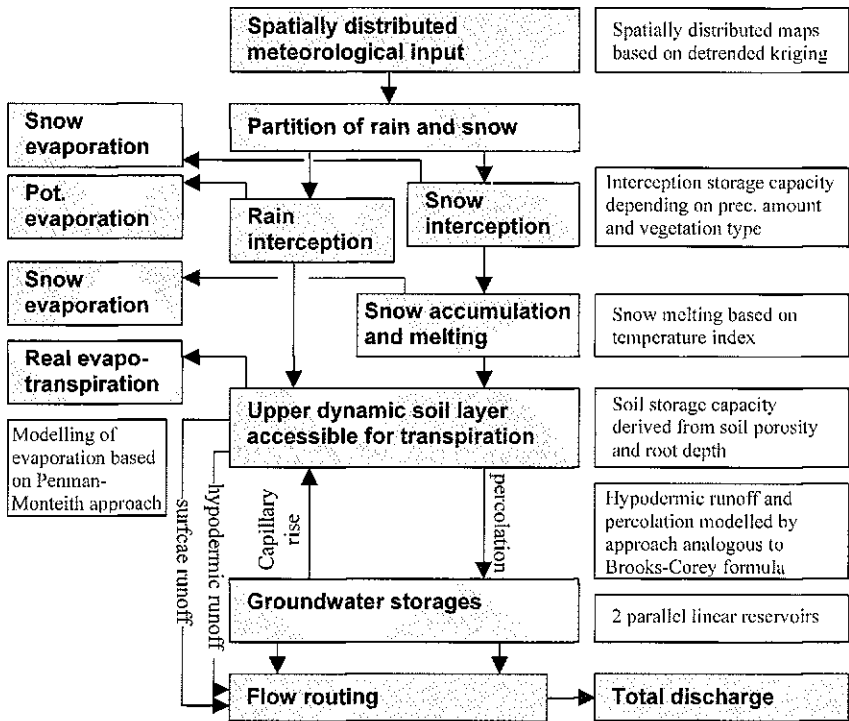 Spatially distributed
meteorological input
Spatially distributed maps
based on detrended kriging
Partition of rain and snow
Snow
evaporation
Pot.
evaporation
Rain
interception
Snow
interception
Interception storage capacity
depending on prec. amount
and vegetation type
Snow
evaporation
Snow accumulation
and melting
Snow melting based on
temperature index
Real evapo-
transpiration
Upper dynamic soil layer
accessible for transpiration
Soil storage capacity
derived from soil porosity
and root depth
Modelling of
evaporation based
on Penman-
Monteith approach
surfcae runoff
hypodermic runoff
Capillary
rise
percolation
Hypodermic runoff and
percolation modelled by
approach analogous to
Brooks-Corey formula
Groundwater storages
2 parallel linear reservoirs
Flow routing
Total discharge